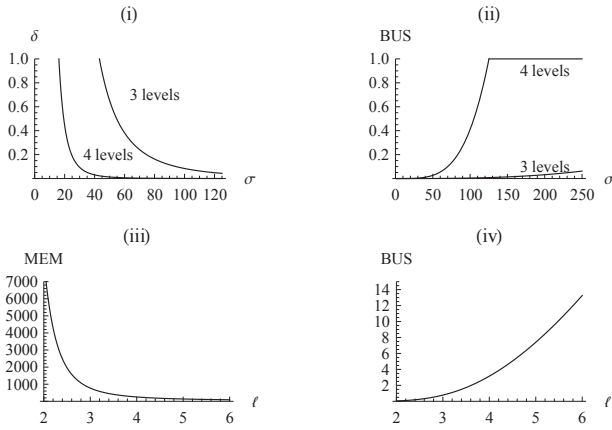 (i)
δ
1.0
0.8
0.6
0.4
0.2
3 levels
4 levels
0 20 40 60 80 100 120 σ
(ii)
BUS
1.0
0.8
0.6
0.4
0.2
4 levels
3 levels
0 50 100 150 200 250 σ
(iii)
MEM
7000
6000
5000
4000
3000
2000
1000
2 3 4 5 6 ℓ
(iv)
BUS
14
12
10
8
6
4
2
2 3 4 5 6 ℓ